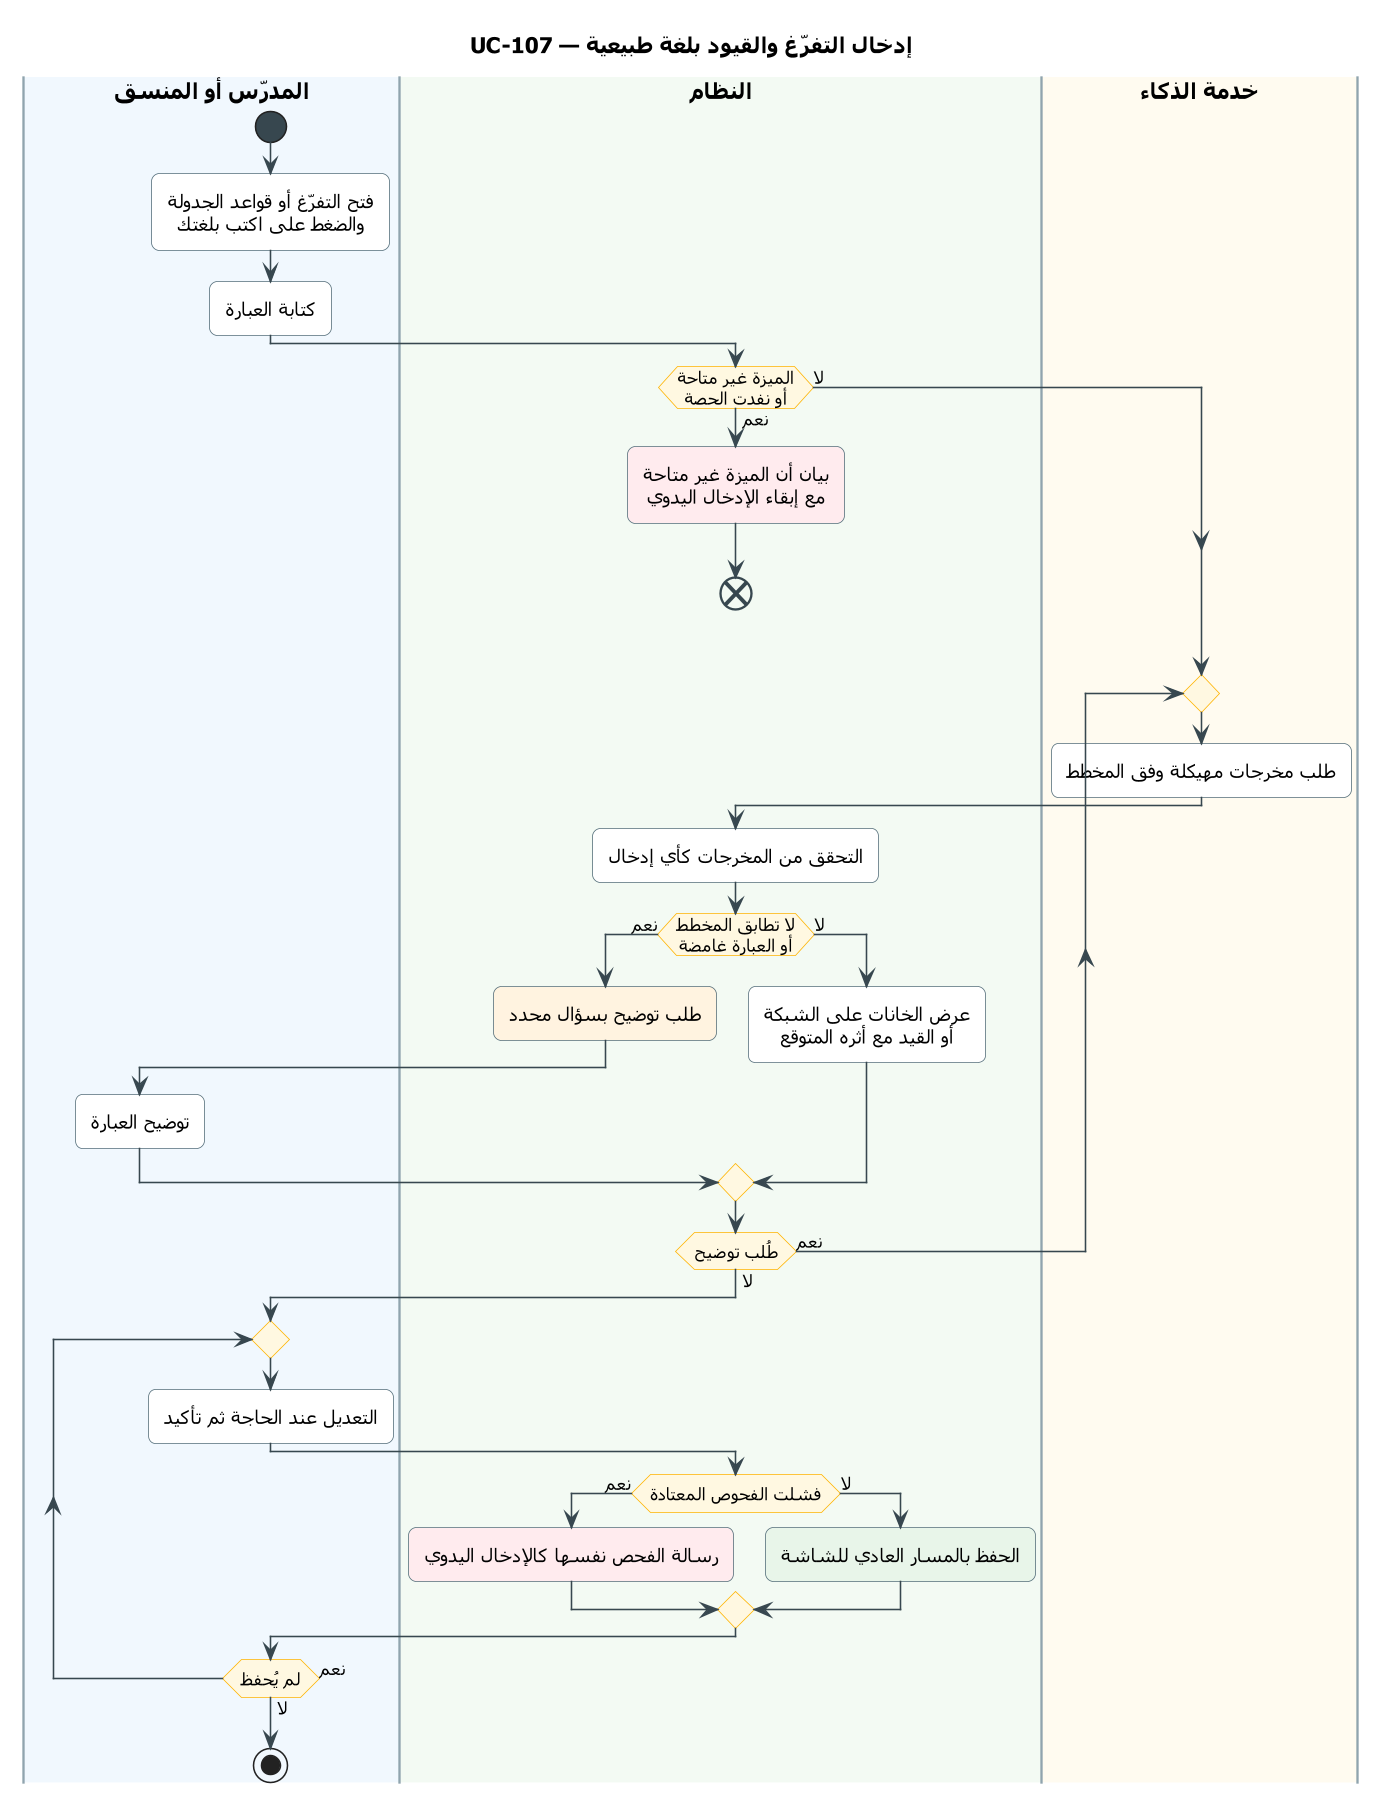 UC-107 — إدخال التفرّغ والقيود بلغة طبيعية
المدرّس أو المنسق
النظام
خدمة الذكاء
فتح التفرّغ أو قواعد الجدولة
والضغط على اكتب بلغتك
كتابة العبارة
الميزة غير متاحة
أو نفدت الحصة
لا
نعم
بيان أن الميزة غير متاحة
مع إبقاء الإدخال اليدوي
طلب مخرجات مهيكلة وفق المخطط
التحقق من المخرجات كأي إدخال
نعم
لا تطابق المخطط
أو العبارة غامضة
لا
طلب توضيح بسؤال محدد
عرض الخانات على الشبكة
أو القيد مع أثره المتوقع
توضيح العبارة
طُلب توضيح
نعم
لا
التعديل عند الحاجة ثم تأكيد
نعم
فشلت الفحوص المعتادة
لا
رسالة الفحص نفسها كالإدخال اليدوي
الحفظ بالمسار العادي للشاشة
لم يُحفظ
نعم
لا